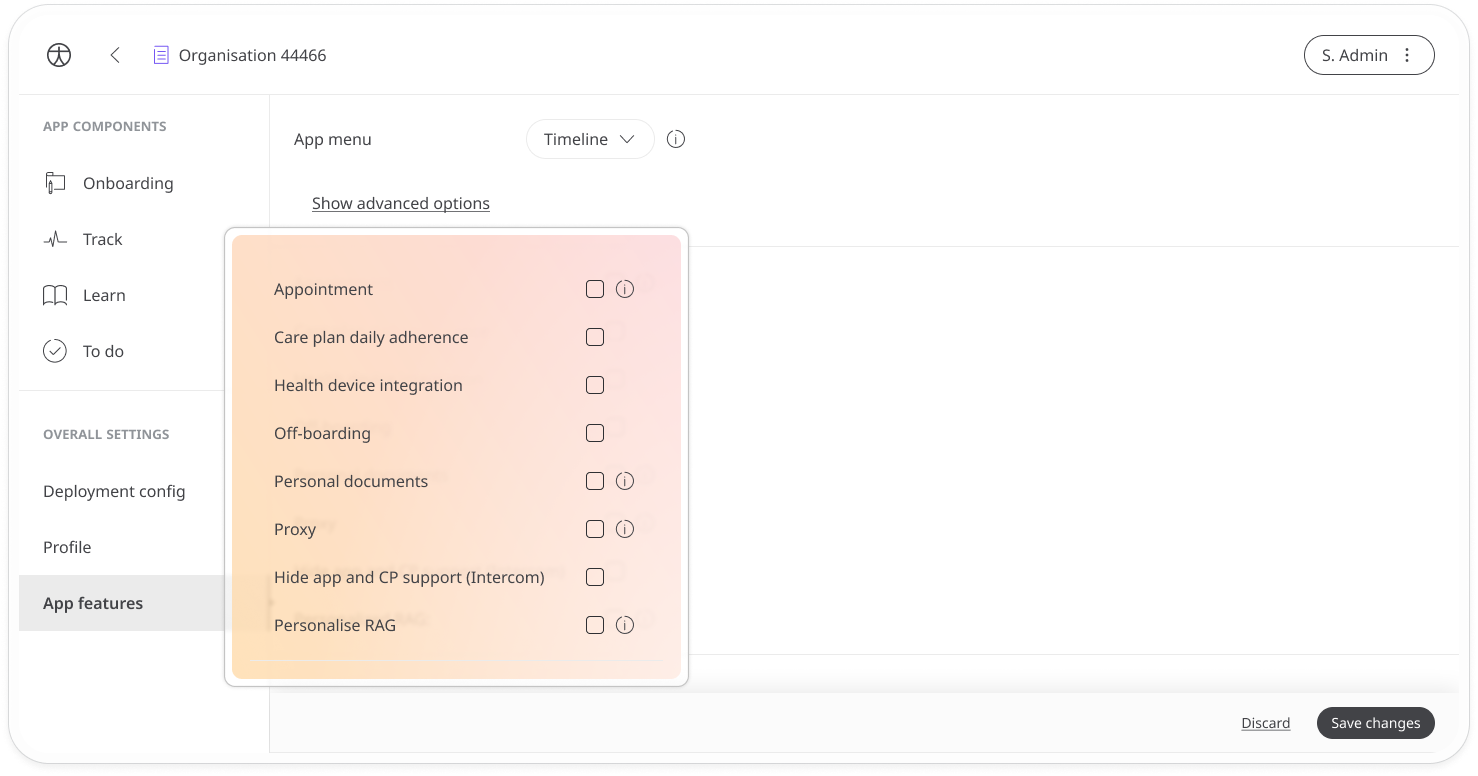 Organisation 44466
S. Admin
APP COMPONENTS
Onboarding
Track
Learn
To do
OVERALL SETTINGS
Deployment config
Profile
App features
App menu
Timeline
Show advanced options
Appointment
Care plan daily adherence
Health device integration
Off-boarding
Personal documents
Proxy
Hide app and CP support (Intercom)
Personalise RAG
Discard
Save changes